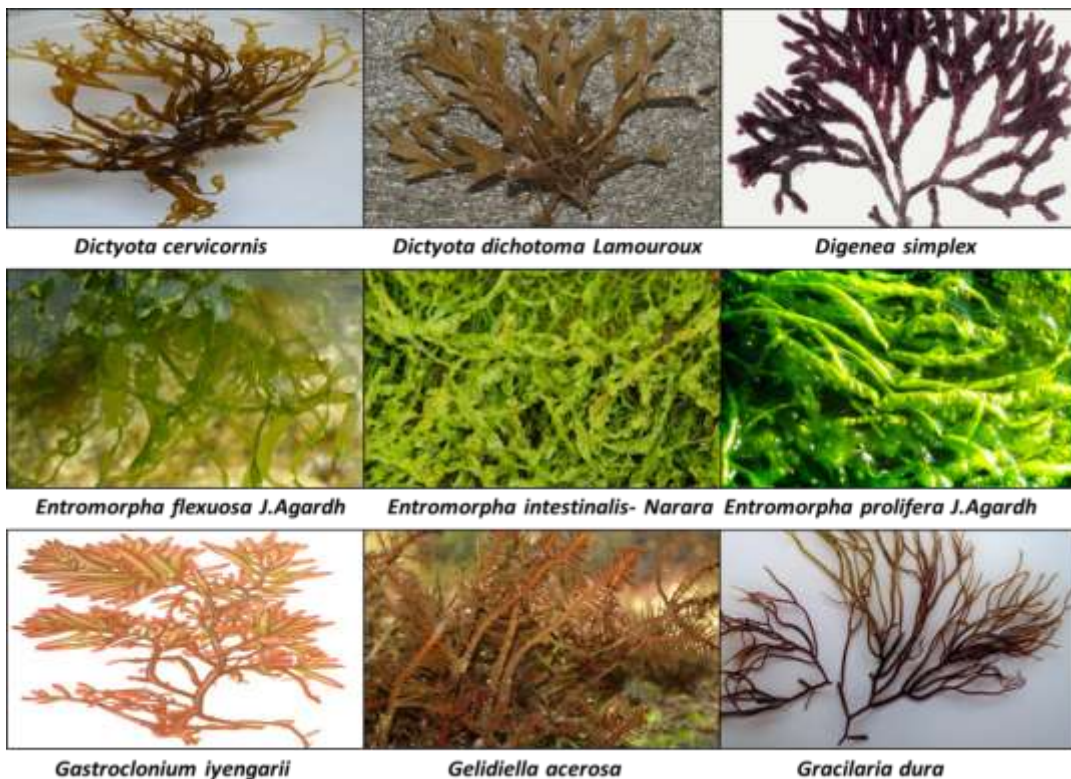 Dictyota cervicornis
Dictyota dichotoma Lamouroux
Digenea simplex
Entromorpha flexuosa J.Agardh
Entromorpha intestinalis- Narara
Entromorpha prolifera J.Agardh
Gastroclonium iyengarii
Gelidiella acerosa
Gracilaria dura